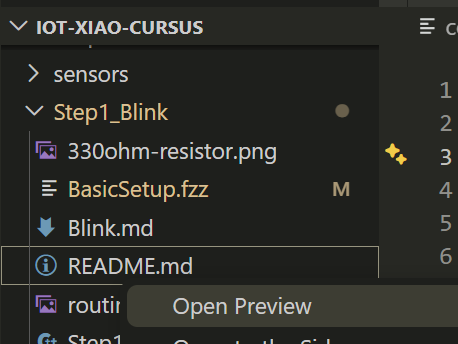 IOT-XIAO-CURSUS
sensors
Step1_Blink
330ohm-resistor.png
BasicSetup.fzz M
Blink.md
README.md
Open Preview
1
2
3
4
5
6